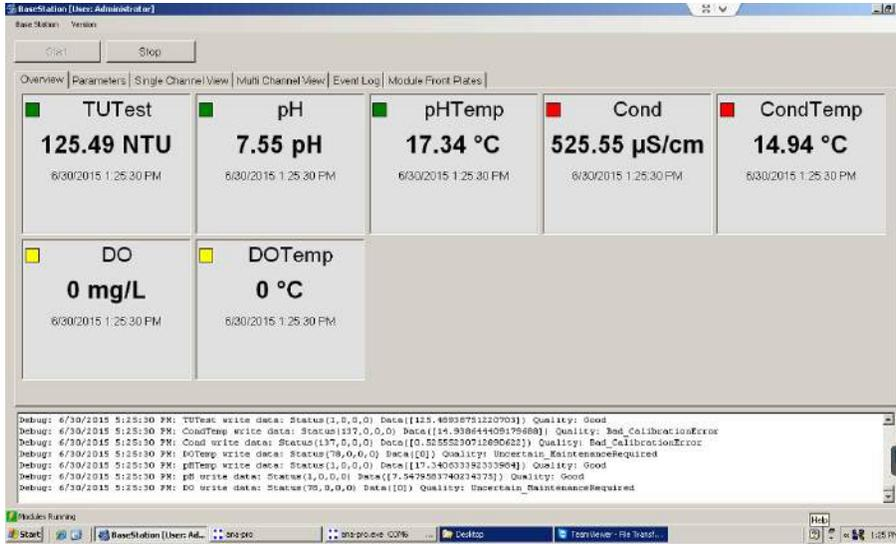 BaseStation [User: Administrator]
Base Station Version
Start Stop
Overview Parameters Single Channel View Multi Channel View Event Log Module Front Plates
TUTest pH pHTemp Cond CondTemp
125.49 NTU 7.55 pH 17.34 °C 525.55 µS/cm 14.94 °C
6/30/2015 1:25:30 PM 6/30/2015 1:25:30 PM 6/30/2015 1:25:30 PM 6/30/2015 1:25:30 PM 6/30/2015 1:25:30 PM
DO DOTemp
0 mg/L 0 °C
6/30/2015 1:25:30 PM 6/30/2015 1:25:30 PM
Debug: 6/30/2015 5:25:30 PM: TUTest write data: Status(1,0,0,0) Data([125.48938751220703]) Quality: Good
Debug: 6/30/2015 5:25:30 PM: CondTemp write data: Status(137,0,0,0) Data([14.938644409179688]) Quality: Bad_CalibrationError
Debug: 6/30/2015 5:25:30 PM: Cond write data: Status(137,0,0,0) Data([0.52555230712890622]) Quality: Bad_CalibrationError
Debug: 6/30/2015 5:25:30 PM: DOTemp write data: Status(78,0,0,0) Data([0]) Quality: Uncertain_MaintenanceRequired
Debug: 6/30/2015 5:25:30 PM: pHTemp write data: Status(1,0,0,0) Data([17.340633392333984]) Quality: Good
Debug: 6/30/2015 5:25:30 PM: pH write data: Status(1,0,0,0) Data([7.5479583740234375]) Quality: Good
Debug: 6/30/2015 5:25:30 PM: DO write data: Status(78,0,0,0) Data([0]) Quality: Uncertain_MaintenanceRequired
Modules Running
Help
Start BaseStation [User: Ad... ana-pro ana-pro.exe COM6 ... Desktop TeamViewer - File Transf... 1:25 PM